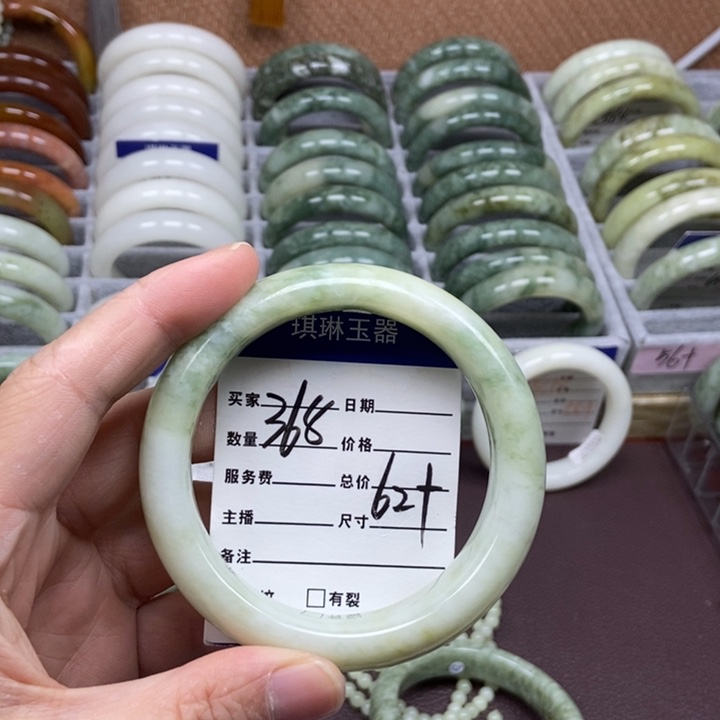 琪琳玉器
买家 368 日期
数量 价格
服务费 总价
主播 尺寸 62+
备注
□有裂
56+